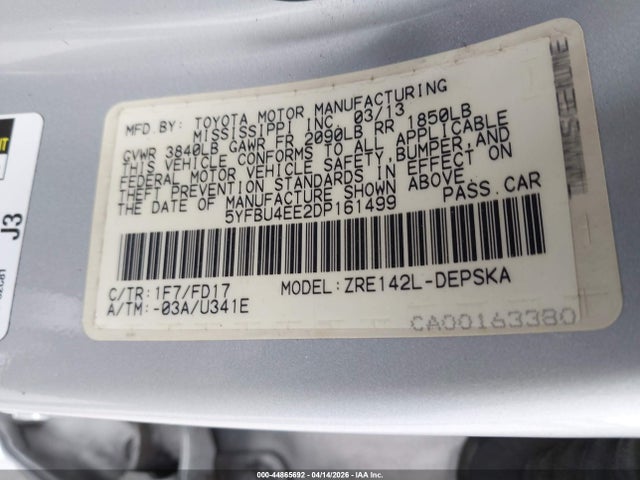 MFD.BY: TOYOTA MOTOR MANUFACTURING
MISSISSIPPI INC. 03/13
GVWR 3840LB GAWR FR 2090LB RR 1850LB
THIS VEHICLE CONFORMS TO ALL APPLICABLE
FEDERAL MOTOR VEHICLE SAFETY,BUMPER,AND
THEFT PREVENTION STANDARDS IN EFFECT ON
THE DATE OF MANUFACTURE SHOWN ABOVE.
5YFBU4EE2DP161499 PASS.CAR
C/TR:1F7/FD17 MODEL:ZRE142L-DEPSKA
A/TM:-03A/U341E
CA00163380
J3
000-44865692 - 04/14/2026 - IAA Inc.